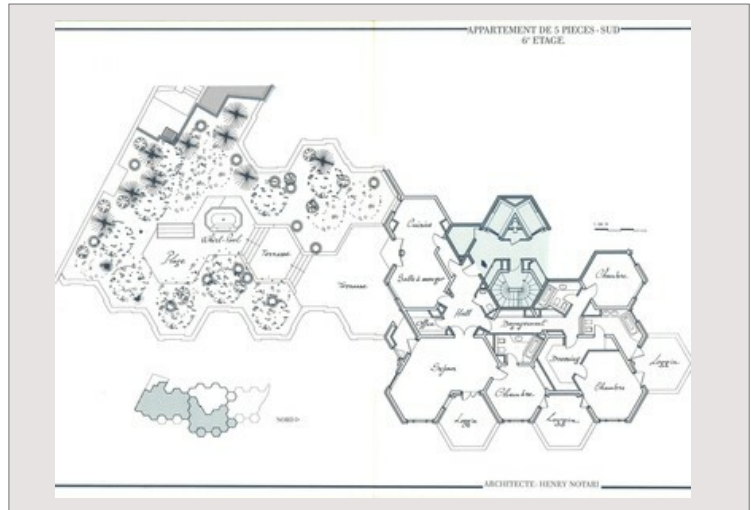 APPARTEMENT DE 5 PIECES - SUD
6e ETAGE.
Cuisine
Whirl-Pool
Plage
Terrasse
Salle à manger
Chambre
Terrasse
Hall
Office
Dégagement
Séjour
Dressing
Loggia
Chambre
Chambre
Loggia
Loggia
NORD
ARCHITECTE - HENRY NOTARI